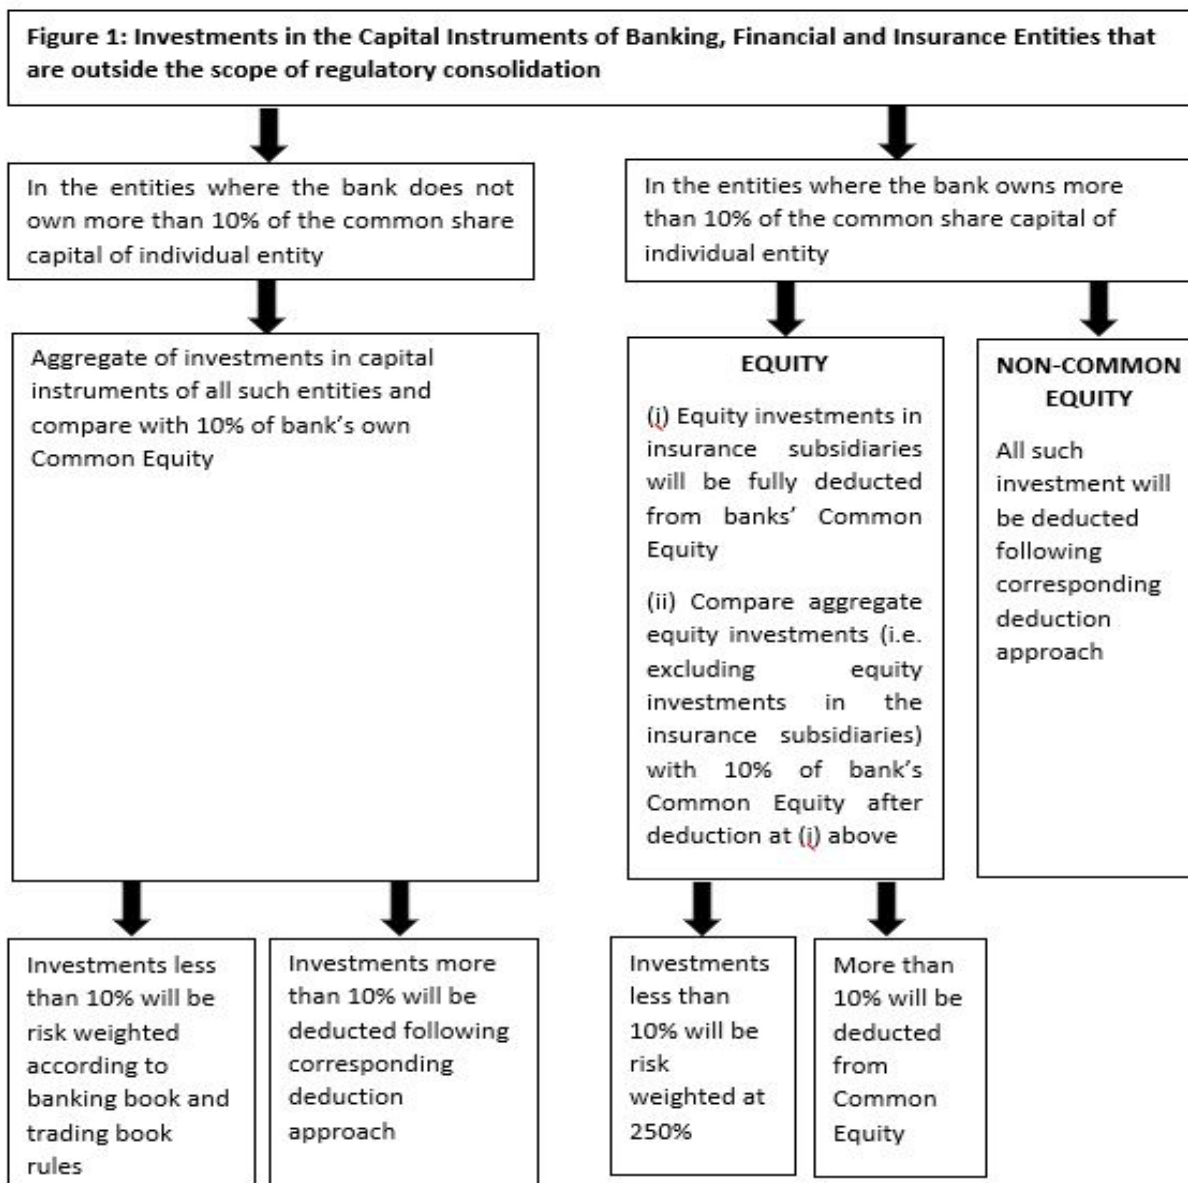 Figure 1: Investments in the Capital Instruments of Banking, Financial and Insurance Entities that
are outside the scope of regulatory consolidation
In the entities where the bank does not
own more than 10% of the common share
capital of individual entity
In the entities where the bank owns more
than 10% of the common share capital of
individual entity
Aggregate of investments in capital
instruments of all such entities and
compare with 10% of bank's own
Common Equity
EQUITY
(i) Equity investments in
insurance subsidiaries
will be fully deducted
from banks' Common
Equity
(ii) Compare aggregate
equity investments (i.e.
excluding equity
investments in the
insurance subsidiaries)
with 10% of bank's
Common Equity after
deduction at (i) above
NON-COMMON
EQUITY
All such
investment will
be deducted
following
corresponding
deduction
approach
Investments less
than 10% will be
risk weighted
according to
banking book and
trading book
rules
Investments more
than 10% will be
deducted following
corresponding
deduction
approach
Investments
less than
10% will be
risk
weighted at
250%
More than
10% will be
deducted
from
Common
Equity